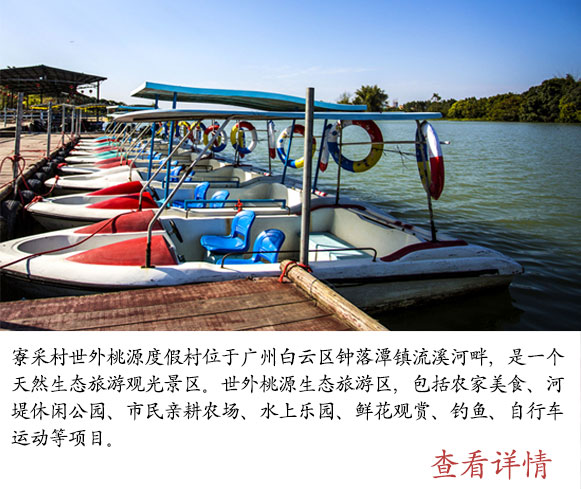 寮采村世外桃源度假村位于广州白云区钟落潭镇流溪河畔，是一个
天然生态旅游观光景区。世外桃源生态旅游区，包括农家美食、河
堤休闲公园、市民亲耕农场、水上乐园、鲜花观赏、钓鱼、自行车
运动等项目。
查看详情